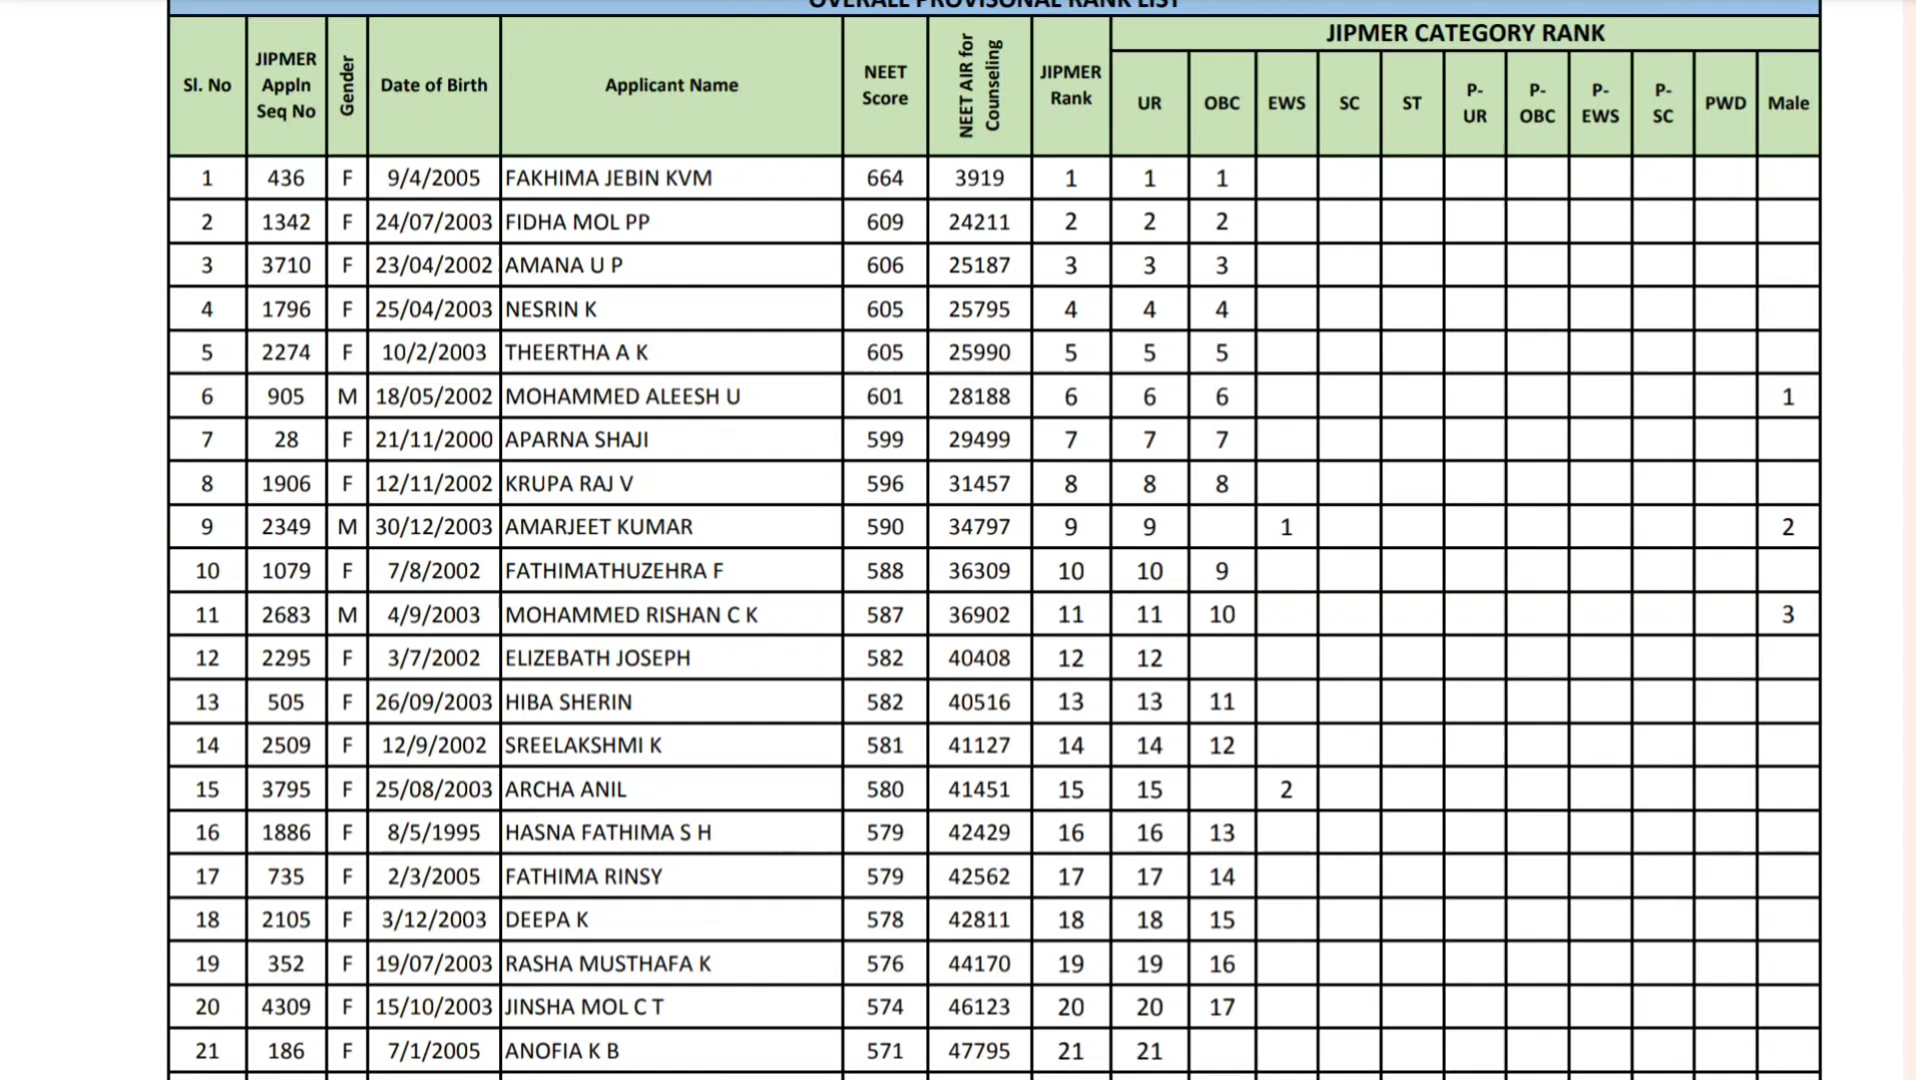 OVERALL PROVISONAL RANK LIST
Sl. No JIPMER Appln Seq No Gender Date of Birth Applicant Name NEET Score NEET AIR for Counseling JIPMER Rank JIPMER CATEGORY RANK
UR OBC EWS SC ST P-UR P-OBC P-EWS P-SC PWD Male
1 436 F 9/4/2005 FAKHIMA JEBIN KVM 664 3919 1 1 1
2 1342 F 24/07/2003 FIDHA MOL PP 609 24211 2 2 2
3 3710 F 23/04/2002 AMANA U P 606 25187 3 3 3
4 1796 F 25/04/2003 NESRIN K 605 25795 4 4 4
5 2274 F 10/2/2003 THEERTHA A K 605 25990 5 5 5
6 905 M 18/05/2002 MOHAMMED ALEESH U 601 28188 6 6 6 1
7 28 F 21/11/2000 APARNA SHAJI 599 29499 7 7 7
8 1906 F 12/11/2002 KRUPA RAJ V 596 31457 8 8 8
9 2349 M 30/12/2003 AMARJEET KUMAR 590 34797 9 9 1 2
10 1079 F 7/8/2002 FATHIMATHUZEHRA F 588 36309 10 10 9
11 2683 M 4/9/2003 MOHAMMED RISHAN C K 587 36902 11 11 10 3
12 2295 F 3/7/2002 ELIZEBATH JOSEPH 582 40408 12 12
13 505 F 26/09/2003 HIBA SHERIN 582 40516 13 13 11
14 2509 F 12/9/2002 SREELAKSHMI K 581 41127 14 14 12
15 3795 F 25/08/2003 ARCHA ANIL 580 41451 15 15 2
16 1886 F 8/5/1995 HASNA FATHIMA S H 579 42429 16 16 13
17 735 F 2/3/2005 FATHIMA RINSY 579 42562 17 17 14
18 2105 F 3/12/2003 DEEPA K 578 42811 18 18 15
19 352 F 19/07/2003 RASHA MUSTHAFA K 576 44170 19 19 16
20 4309 F 15/10/2003 JINSHA MOL C T 574 46123 20 20 17
21 186 F 7/1/2005 ANOFIA K B 571 47795 21 21